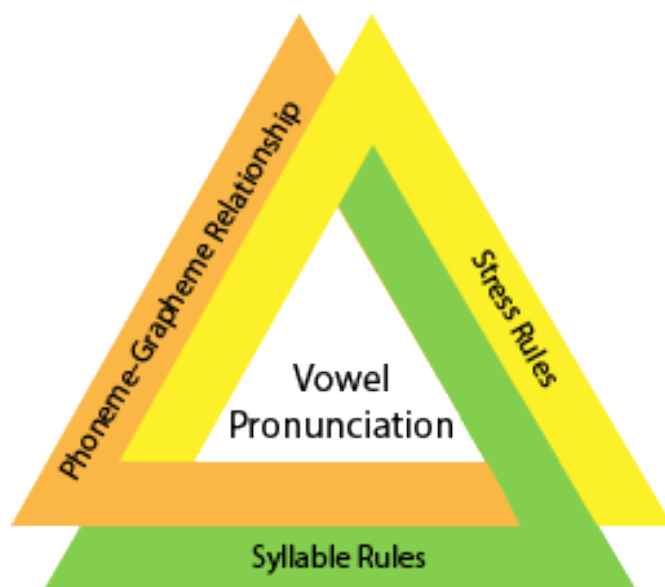 Phoneme-Grapheme Relationship
Stress Rules
Vowel
Pronunciation
Syllable Rules